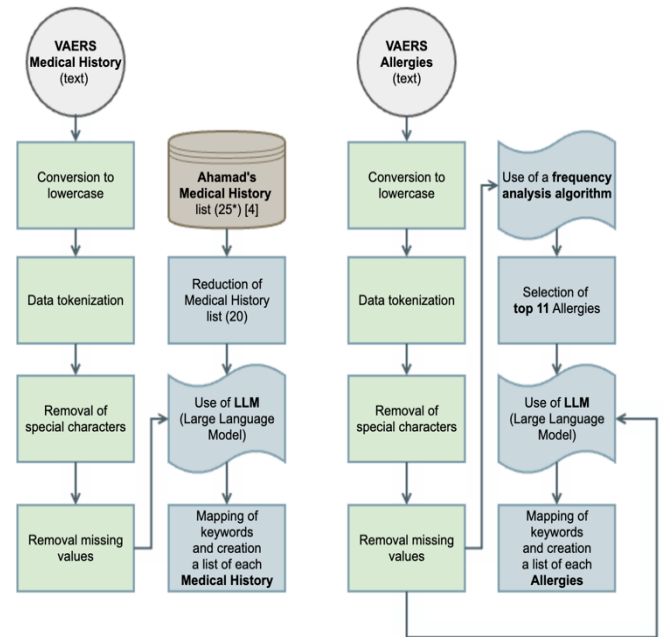 VAERS
Medical History
(text)
Conversion to
lowercase
Data tokenization
Removal of
special characters
Removal missing
values
Ahamad's
Medical History
list (25*) [4]
Reduction of
Medical History
list (20)
Use of LLM
(Large Language
Model)
Mapping of
keywords
and creation
a list of each
Medical History
VAERS
Allergies
(text)
Conversion to
lowercase
Data tokenization
Removal of
special characters
Removal missing
values
Use of a frequency
analysis algorithm
Selection of
top 11 Allergies
Use of LLM
(Large Language
Model)
Mapping of
keywords
and creation
a list of each
Allergies